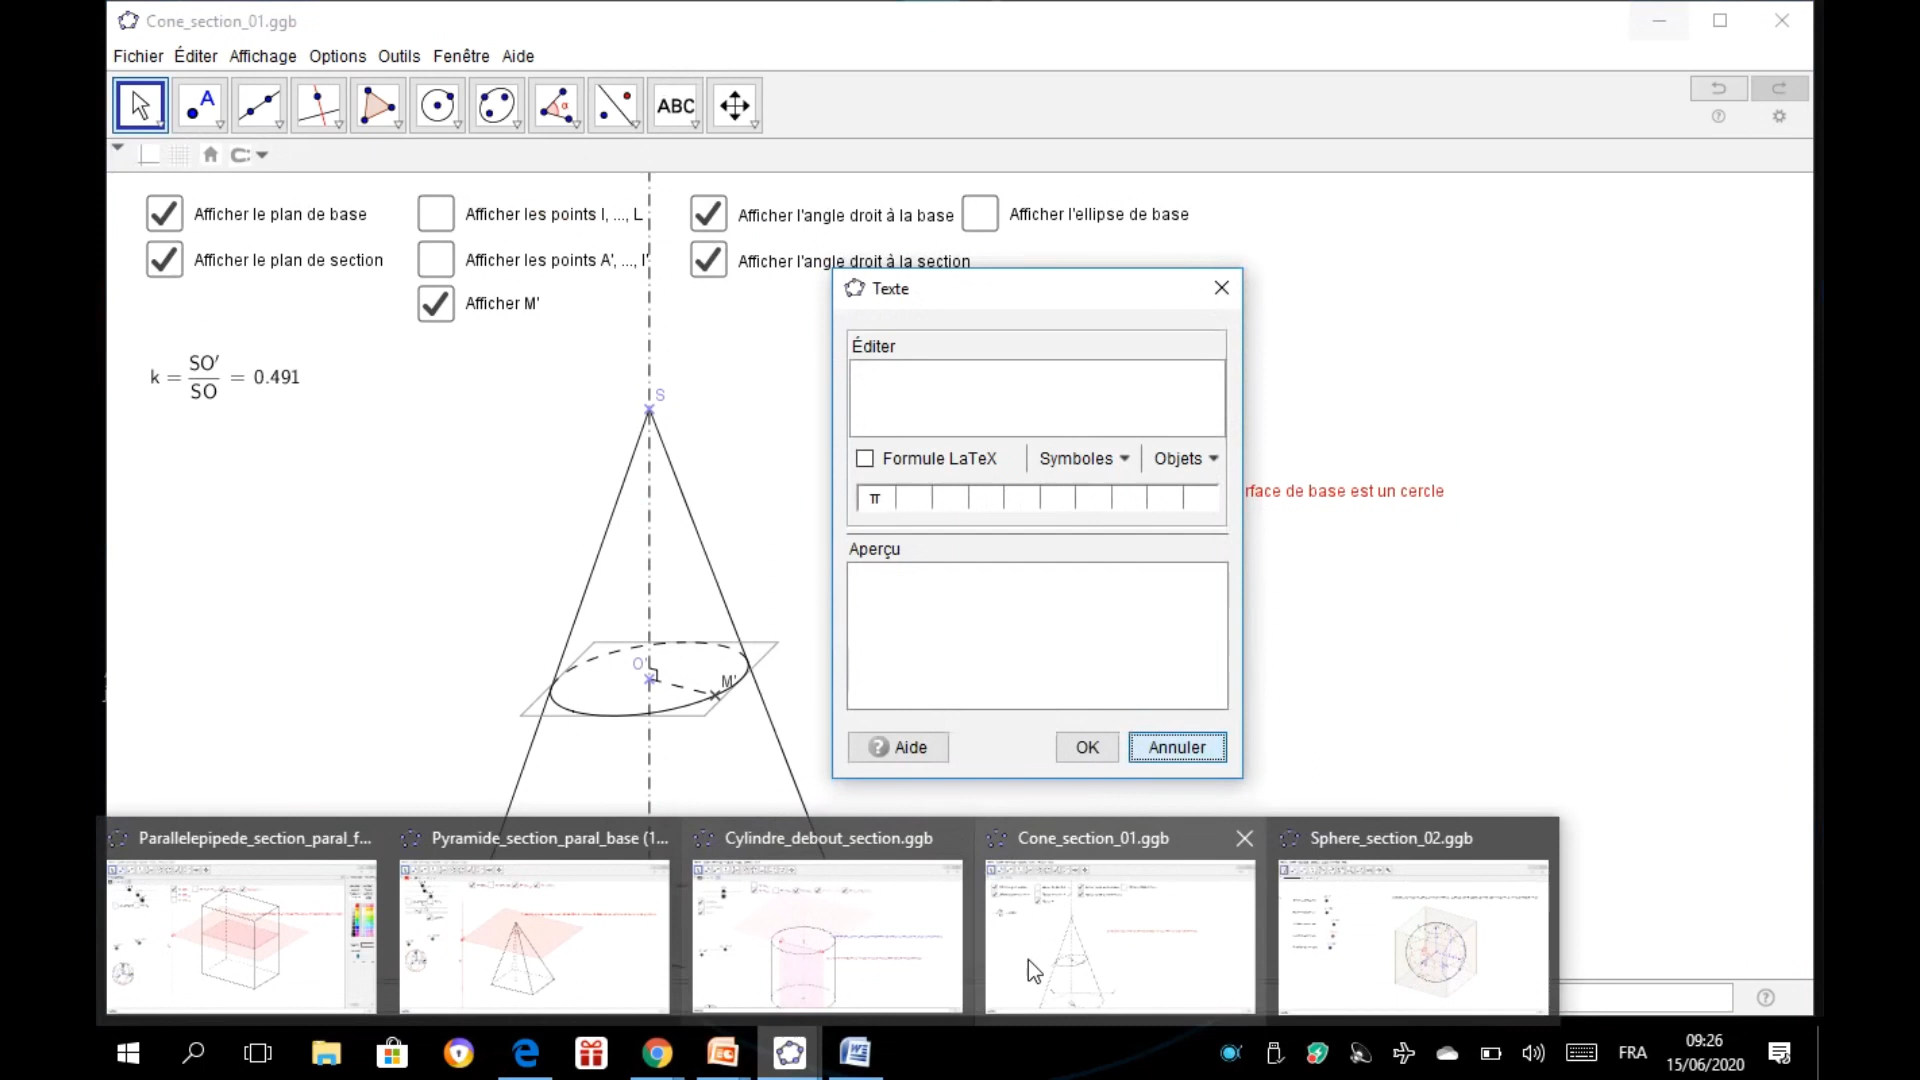 Cone_section_01.ggb
Fichier Éditer Affichage Options Outils Fenêtre Aide
A
α
ABC
Afficher le plan de base
Afficher les points I, ..., L
Afficher l'angle droit à la base
Afficher l'ellipse de base
Afficher le plan de section
Afficher les points A', ..., I'
Afficher l'angle droit à la section
Afficher M'
k = SO′/SO = 0.491
S
O'
M'
Texte
Éditer
Formule LaTeX
Symboles
Objets
π
rface de base est un cercle
Aperçu
Aide
OK
Annuler
Parallelepipede_section_paral_f...
Pyramide_section_paral_base (1...
Cylindre_debout_section.ggb
Cone_section_01.ggb
Sphere_section_02.ggb
FRA
09:26
15/06/2020